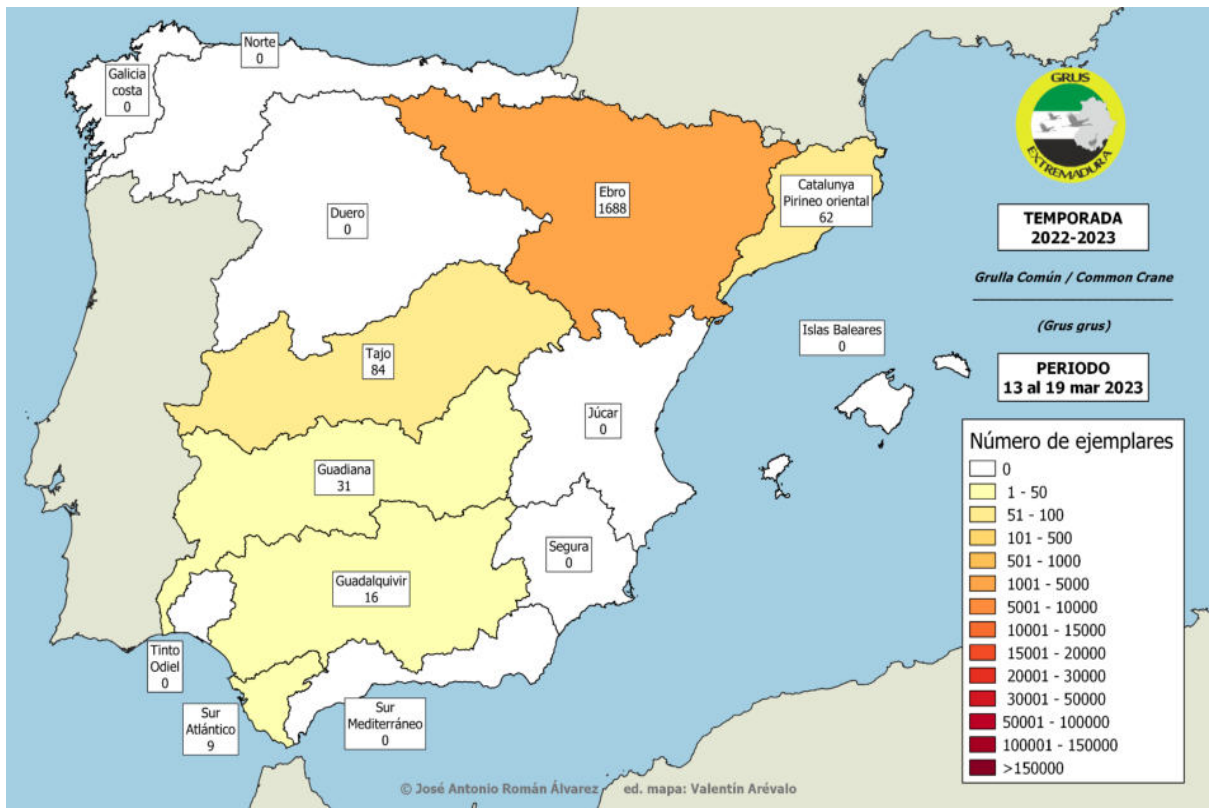 Norte
0
Galicia
costa
0
GRUS
EXTREMADURA
Ebro
1688
Catalunya
Pirineo oriental
62
Duero
0
TEMPORADA
2022-2023
Grulla Común / Common Crane
(Grus grus)
Islas Baleares
0
PERIODO
13 al 19 mar 2023
Tajo
84
Júcar
0
Guadiana
31
Segura
0
Guadalquivir
16
Tinto
Odiel
0
Sur
Atlántico
9
Sur
Mediterráneo
0
Número de ejemplares
0
1 - 50
51 - 100
101 - 500
501 - 1000
1001 - 5000
5001 - 10000
10001 - 15000
15001 - 20000
20001 - 30000
30001 - 50000
50001 - 100000
100001 - 150000
>150000
© José Antonio Román Álvarez ed. mapa: Valentín Arévalo